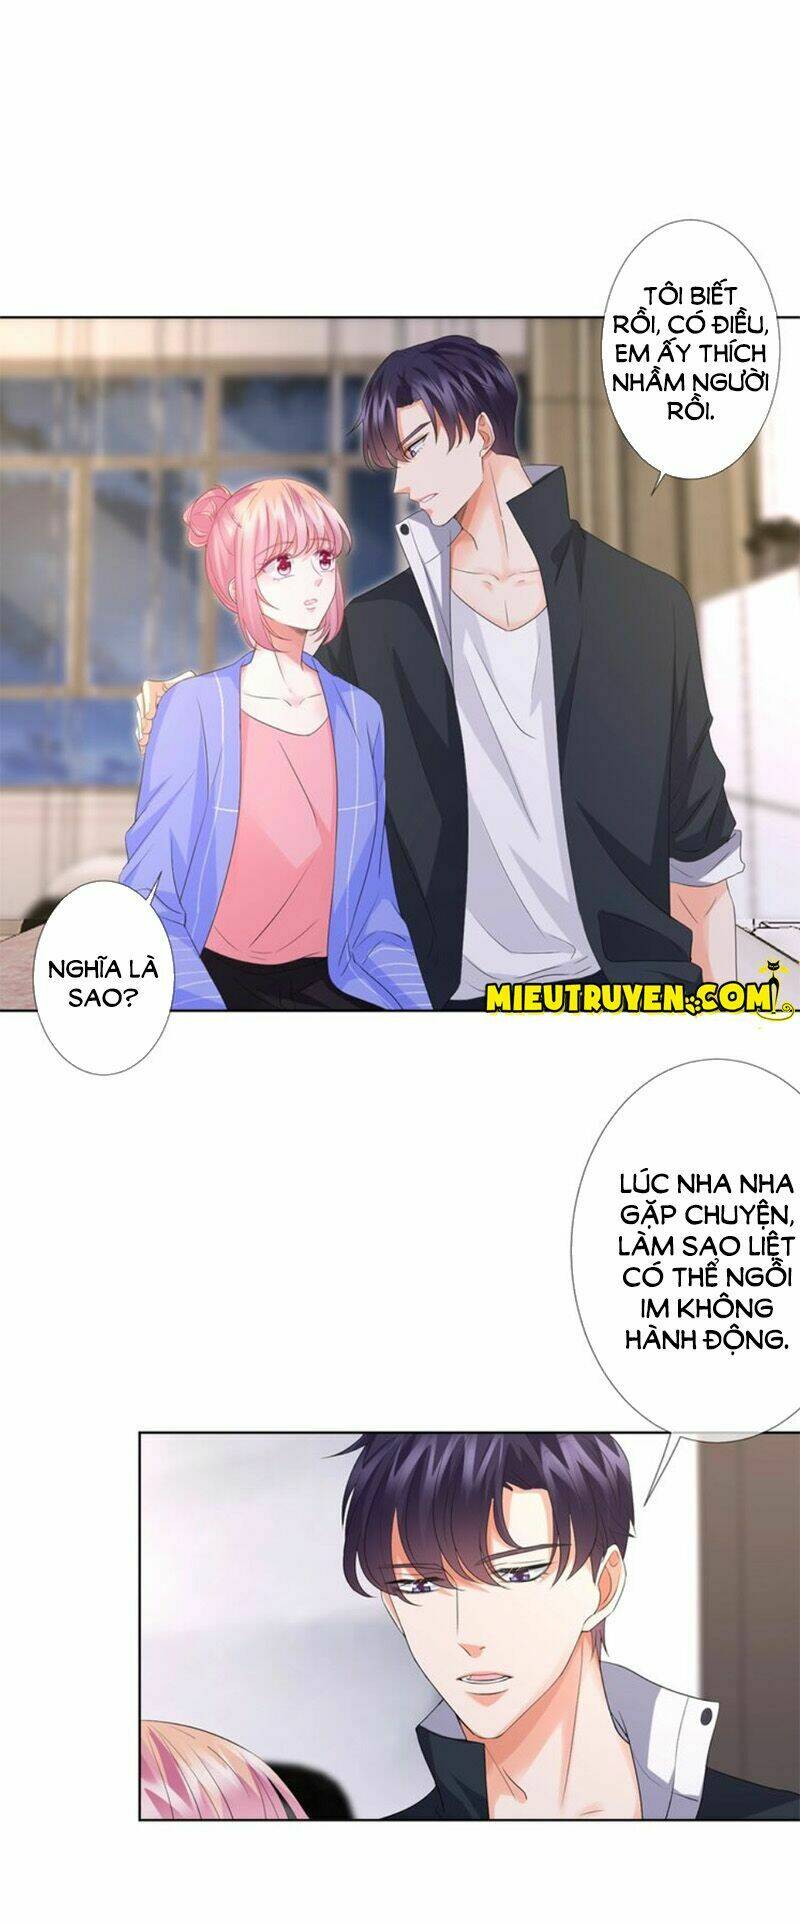 TÔI BIẾT
RỒI, CÓ ĐIỀU,
EM ẤY THÍCH
NHẦM NGƯỜI
RỒI.
NGHĨA LÀ
SAO?
MIEUTRUYEN.COM
LÚC NHA NHA
GẶP CHUYỆN,
LÀM SAO LIỆT
CÓ THỂ NGỒI
IM KHÔNG
HÀNH ĐỘNG.